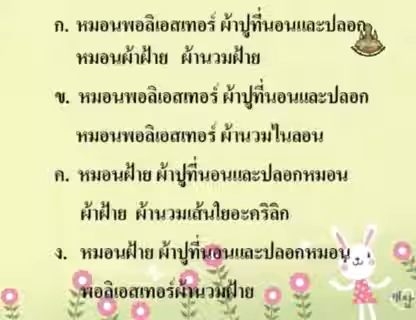 ก. หมอนพอลิเอสเทอร์ ผ้าปูที่นอนและปลอก
หมอนผ้าฝ้าย ผ้านวมฝ้าย
ข. หมอนพอลิเอสเทอร์ ผ้าปูที่นอนและปลอก
หมอนพอลิเอสเทอร์ ผ้านวมไนลอน
ค. หมอนฝ้าย ผ้าปูที่นอนและปลอกหมอน
ผ้าฝ้าย ผ้านวมเส้นใยอะคริลิก
ง. หมอนฝ้าย ผ้าปูที่นอนและปลอกหมอน
พอลิเอสเทอร์ผ้านวมฝ้าย